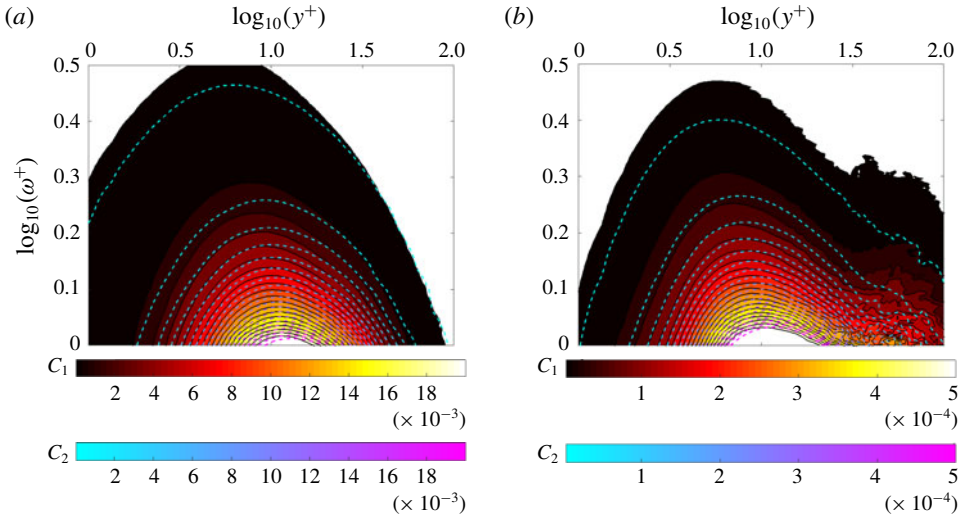 (a) log10(y+) (b) log10(y+)
0 0.5 1.0 1.5 2.0 0 0.5 1.0 1.5 2.0
0.5 0.5
0.4 0.4
0.3 0.3
log10(ω+)
0.2 0.2
0.1 0.1
0 0
C1 C1
2 4 6 8 10 12 14 16 18 1 2 3 4 5
(× 10−3) (× 10−4)
C2 C2
2 4 6 8 10 12 14 16 18 1 2 3 4 5
(× 10−3) (× 10−4)